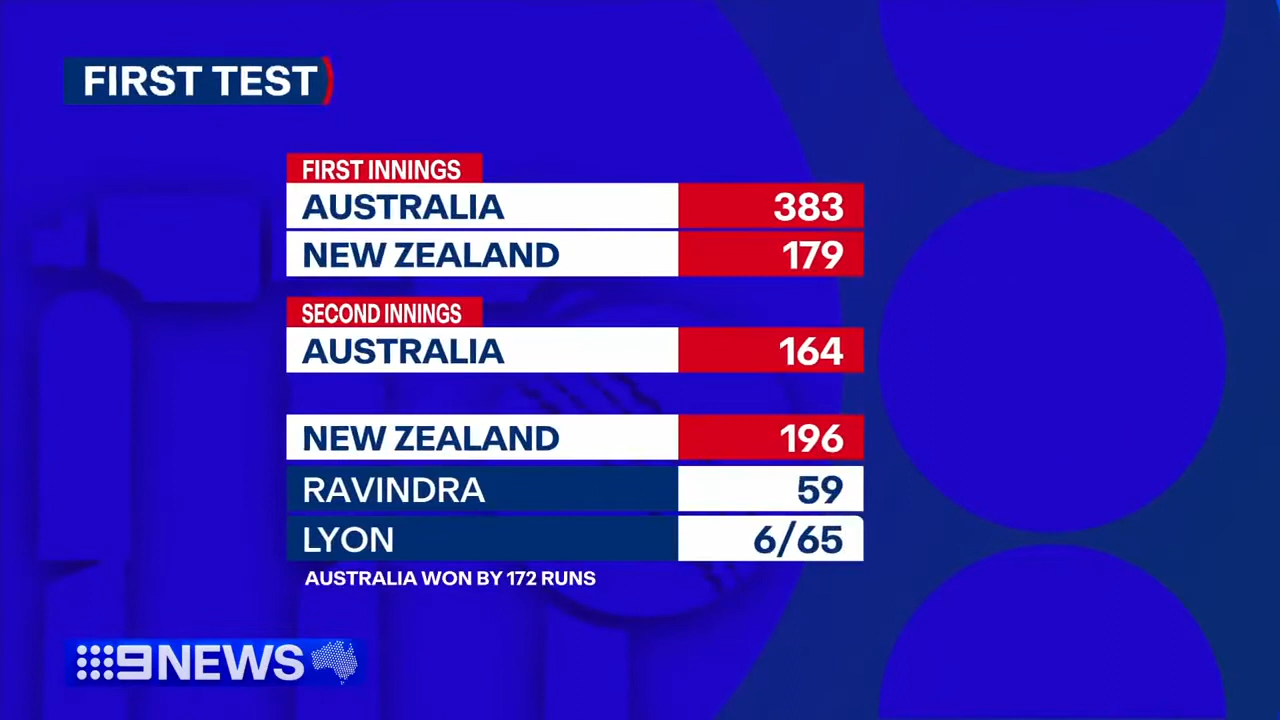 FIRST TEST
FIRST INNINGS
AUSTRALIA 383
NEW ZEALAND 179
SECOND INNINGS
AUSTRALIA 164
NEW ZEALAND 196
RAVINDRA 59
LYON 6/65
AUSTRALIA WON BY 172 RUNS
9NEWS